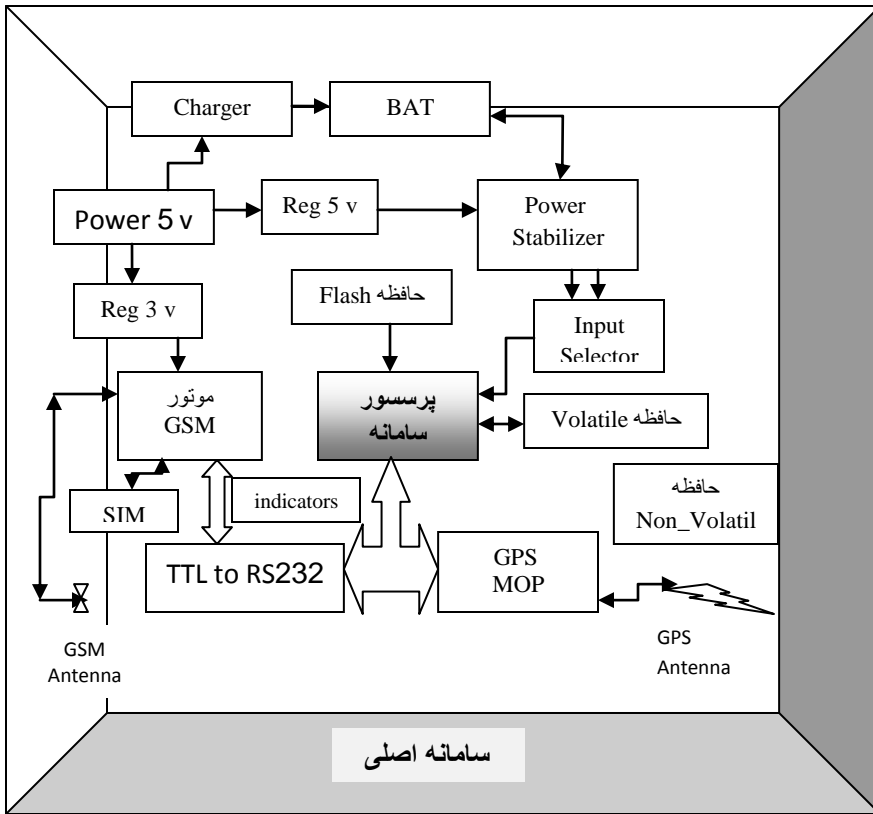 Charger
BAT
Power 5 v
Reg 5 v
Power
Stabilizer
Reg 3 v
حافظه Flash
Input
Selector
موتور
GSM
پرسسور
سامانه
حافظه Volatile
SIM
indicators
حافظه
Non_Volatil
TTL to RS232
GPS
MOP
GSM
Antenna
GPS
Antenna
سامانه اصلی